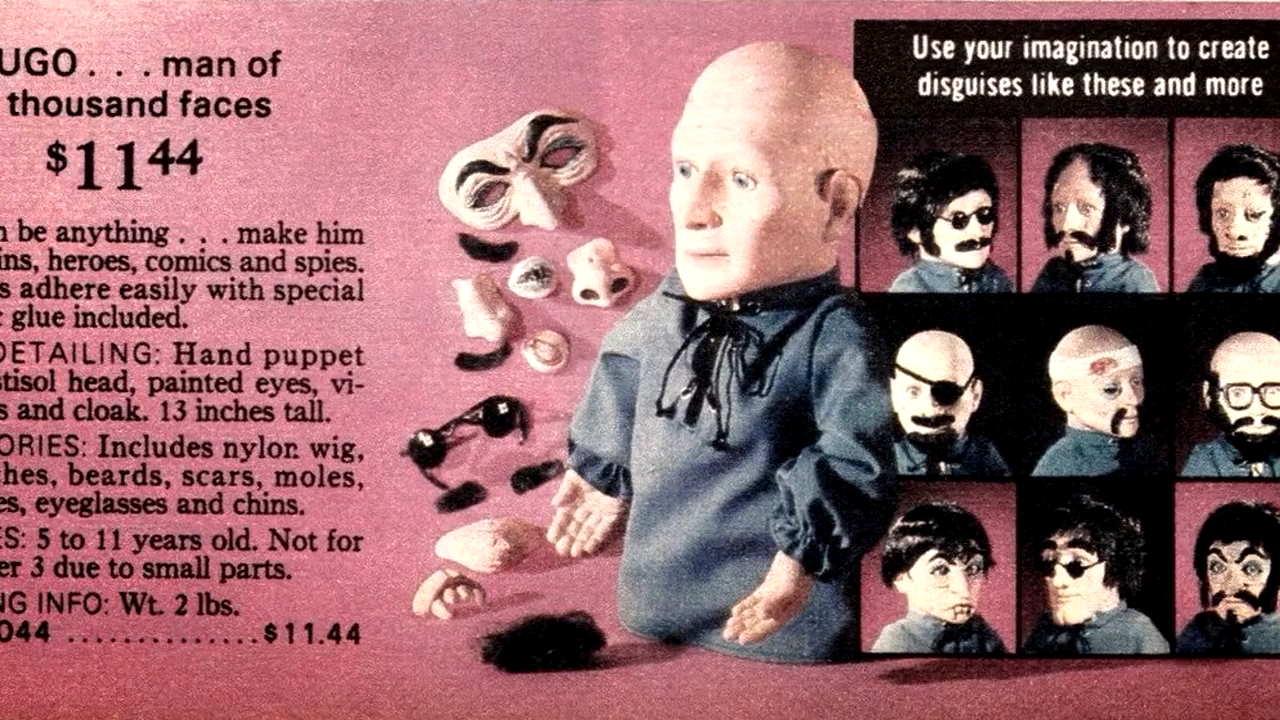 UGO . . . man of
thousand faces
$11 44
n be anything . . . make him
ins, heroes, comics and spies.
s adhere easily with special
c glue included.
DETAILING: Hand puppet
stisol head, painted eyes, vi-
s and cloak. 13 inches tall.
ORIES: Includes nylon wig,
hes, beards, scars, moles,
es, eyeglasses and chins.
ES: 5 to 11 years old. Not for
er 3 due to small parts.
NG INFO: Wt. 2 lbs.
044 ..............$11.44
Use your imagination to create
disguises like these and more